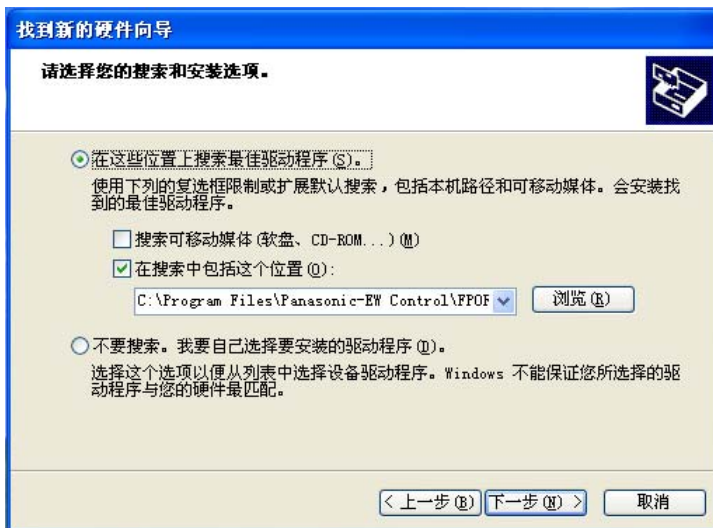 找到新的硬件向导
请选择您的搜索和安装选项。
在这些位置上搜索最佳驱动程序(S)。
使用下列的复选框限制或扩展默认搜索，包括本机路径和可移动媒体。会安装找
到的最佳驱动程序。
搜索可移动媒体(软盘、CD-ROM...)(M)
在搜索中包括这个位置(O):
C:\Program Files\Panasonic-EW Control\FPOF
浏览(R)
不要搜索。我要自己选择要安装的驱动程序(D)。
选择这个选项以便从列表中选择设备驱动程序。Windows 不能保证您所选择的驱
动程序与您的硬件最匹配。
< 上一步(B) 下一步(N) > 取消